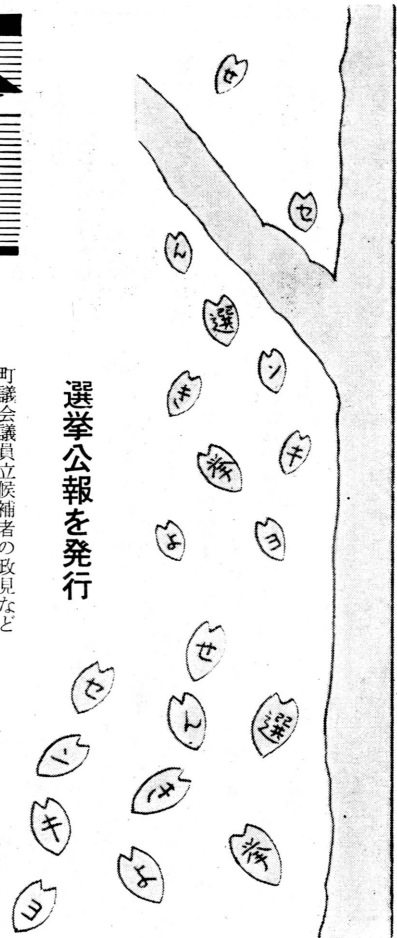 セ
ン
キ
ヨ
選
挙
せ
ん
き
よ
選
挙
せ
ん
き
よ
セ
ン
キ
ヨ
選挙公報を発行
町議会議員立候補者の政見など